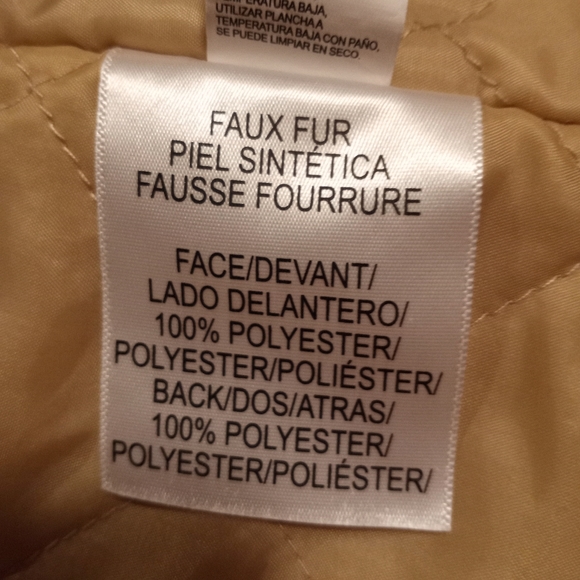 TEMPERATURA BAJA,
UTILIZAR PLANCHA A
TEMPERATURA BAJA CON PAÑO,
SE PUEDE LIMPIAR EN SECO
FAUX FUR
PIEL SINTÉTICA
FAUSSE FOURRURE
FACE/DEVANT/
LADO DELANTERO/
100% POLYESTER/
POLYESTER/POLIÉSTER/
BACK/DOS/ATRAS/
100% POLYESTER/
POLYESTER/POLIÉSTER/